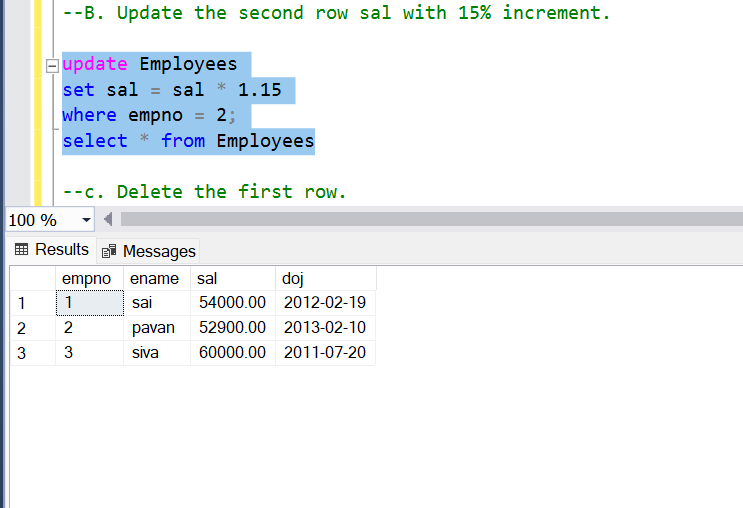 --B. Update the second row sal with 15% increment.
update Employees
set sal = sal * 1.15
where empno = 2;
select * from Employees
--c. Delete the first row.
100 %
Results Messages
empno ename sal doj
1 1 sai 54000.00 2012-02-19
2 2 pavan 52900.00 2013-02-10
3 3 siva 60000.00 2011-07-20